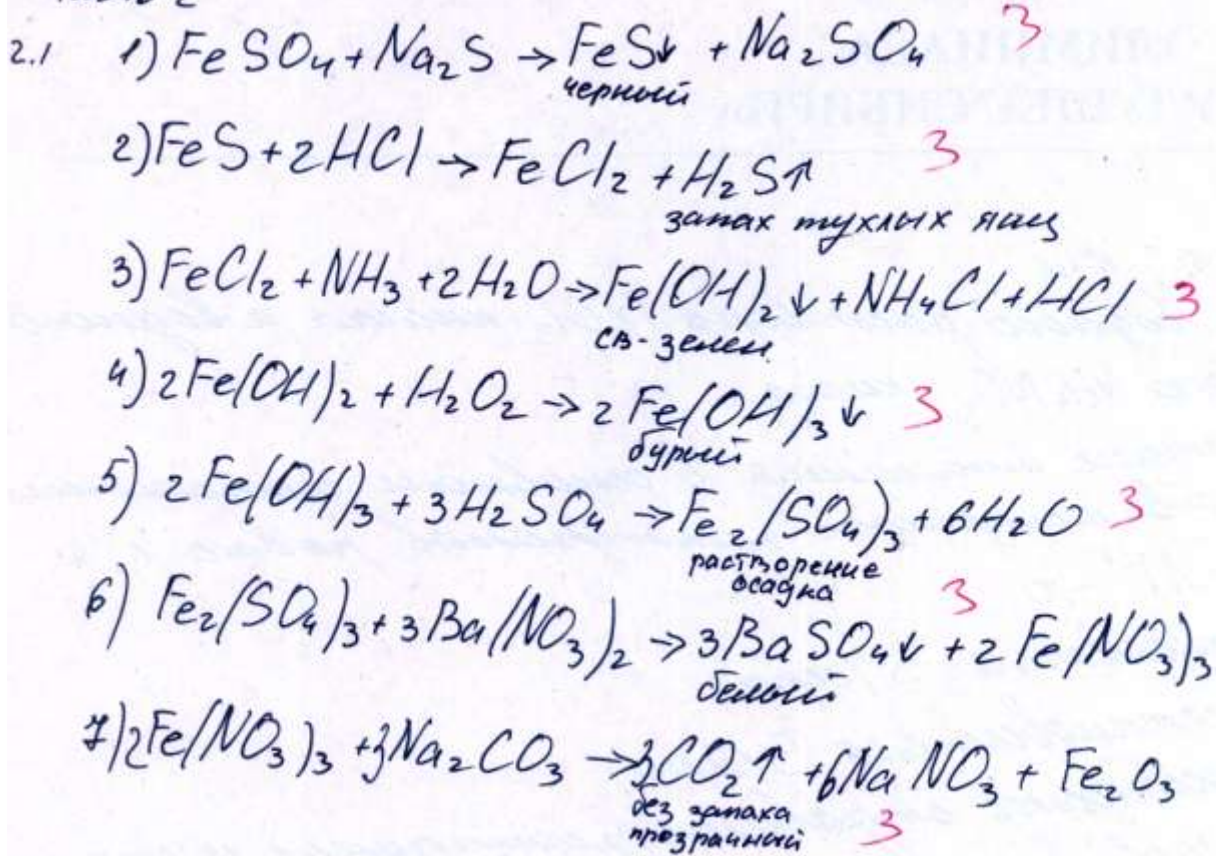 2.1 1) FeSO₄ + Na₂S → FeS↓ + Na₂SO₄ 3
черный
2) FeS + 2HCl → FeCl₂ + H₂S↑ 3
запах тухлых яиц
3) FeCl₂ + NH₃ + 2H₂O → Fe(OH)₂↓ + NH₄Cl + HCl 3
св-зелен.
4) 2Fe(OH)₂ + H₂O₂ → 2Fe(OH)₃↓ 3
бурый
5) 2Fe(OH)₃ + 3H₂SO₄ → Fe₂(SO₄)₃ + 6H₂O 3
растворение
осадка
6) Fe₂(SO₄)₃ + 3Ba(NO₃)₂ → 3BaSO₄↓ + 2Fe(NO₃)₃ 3
белый
7) 2Fe(NO₃)₃ + 3Na₂CO₃ → 3CO₂↑ + 6NaNO₃ + Fe₂O₃
без запаха
прозрачный 3